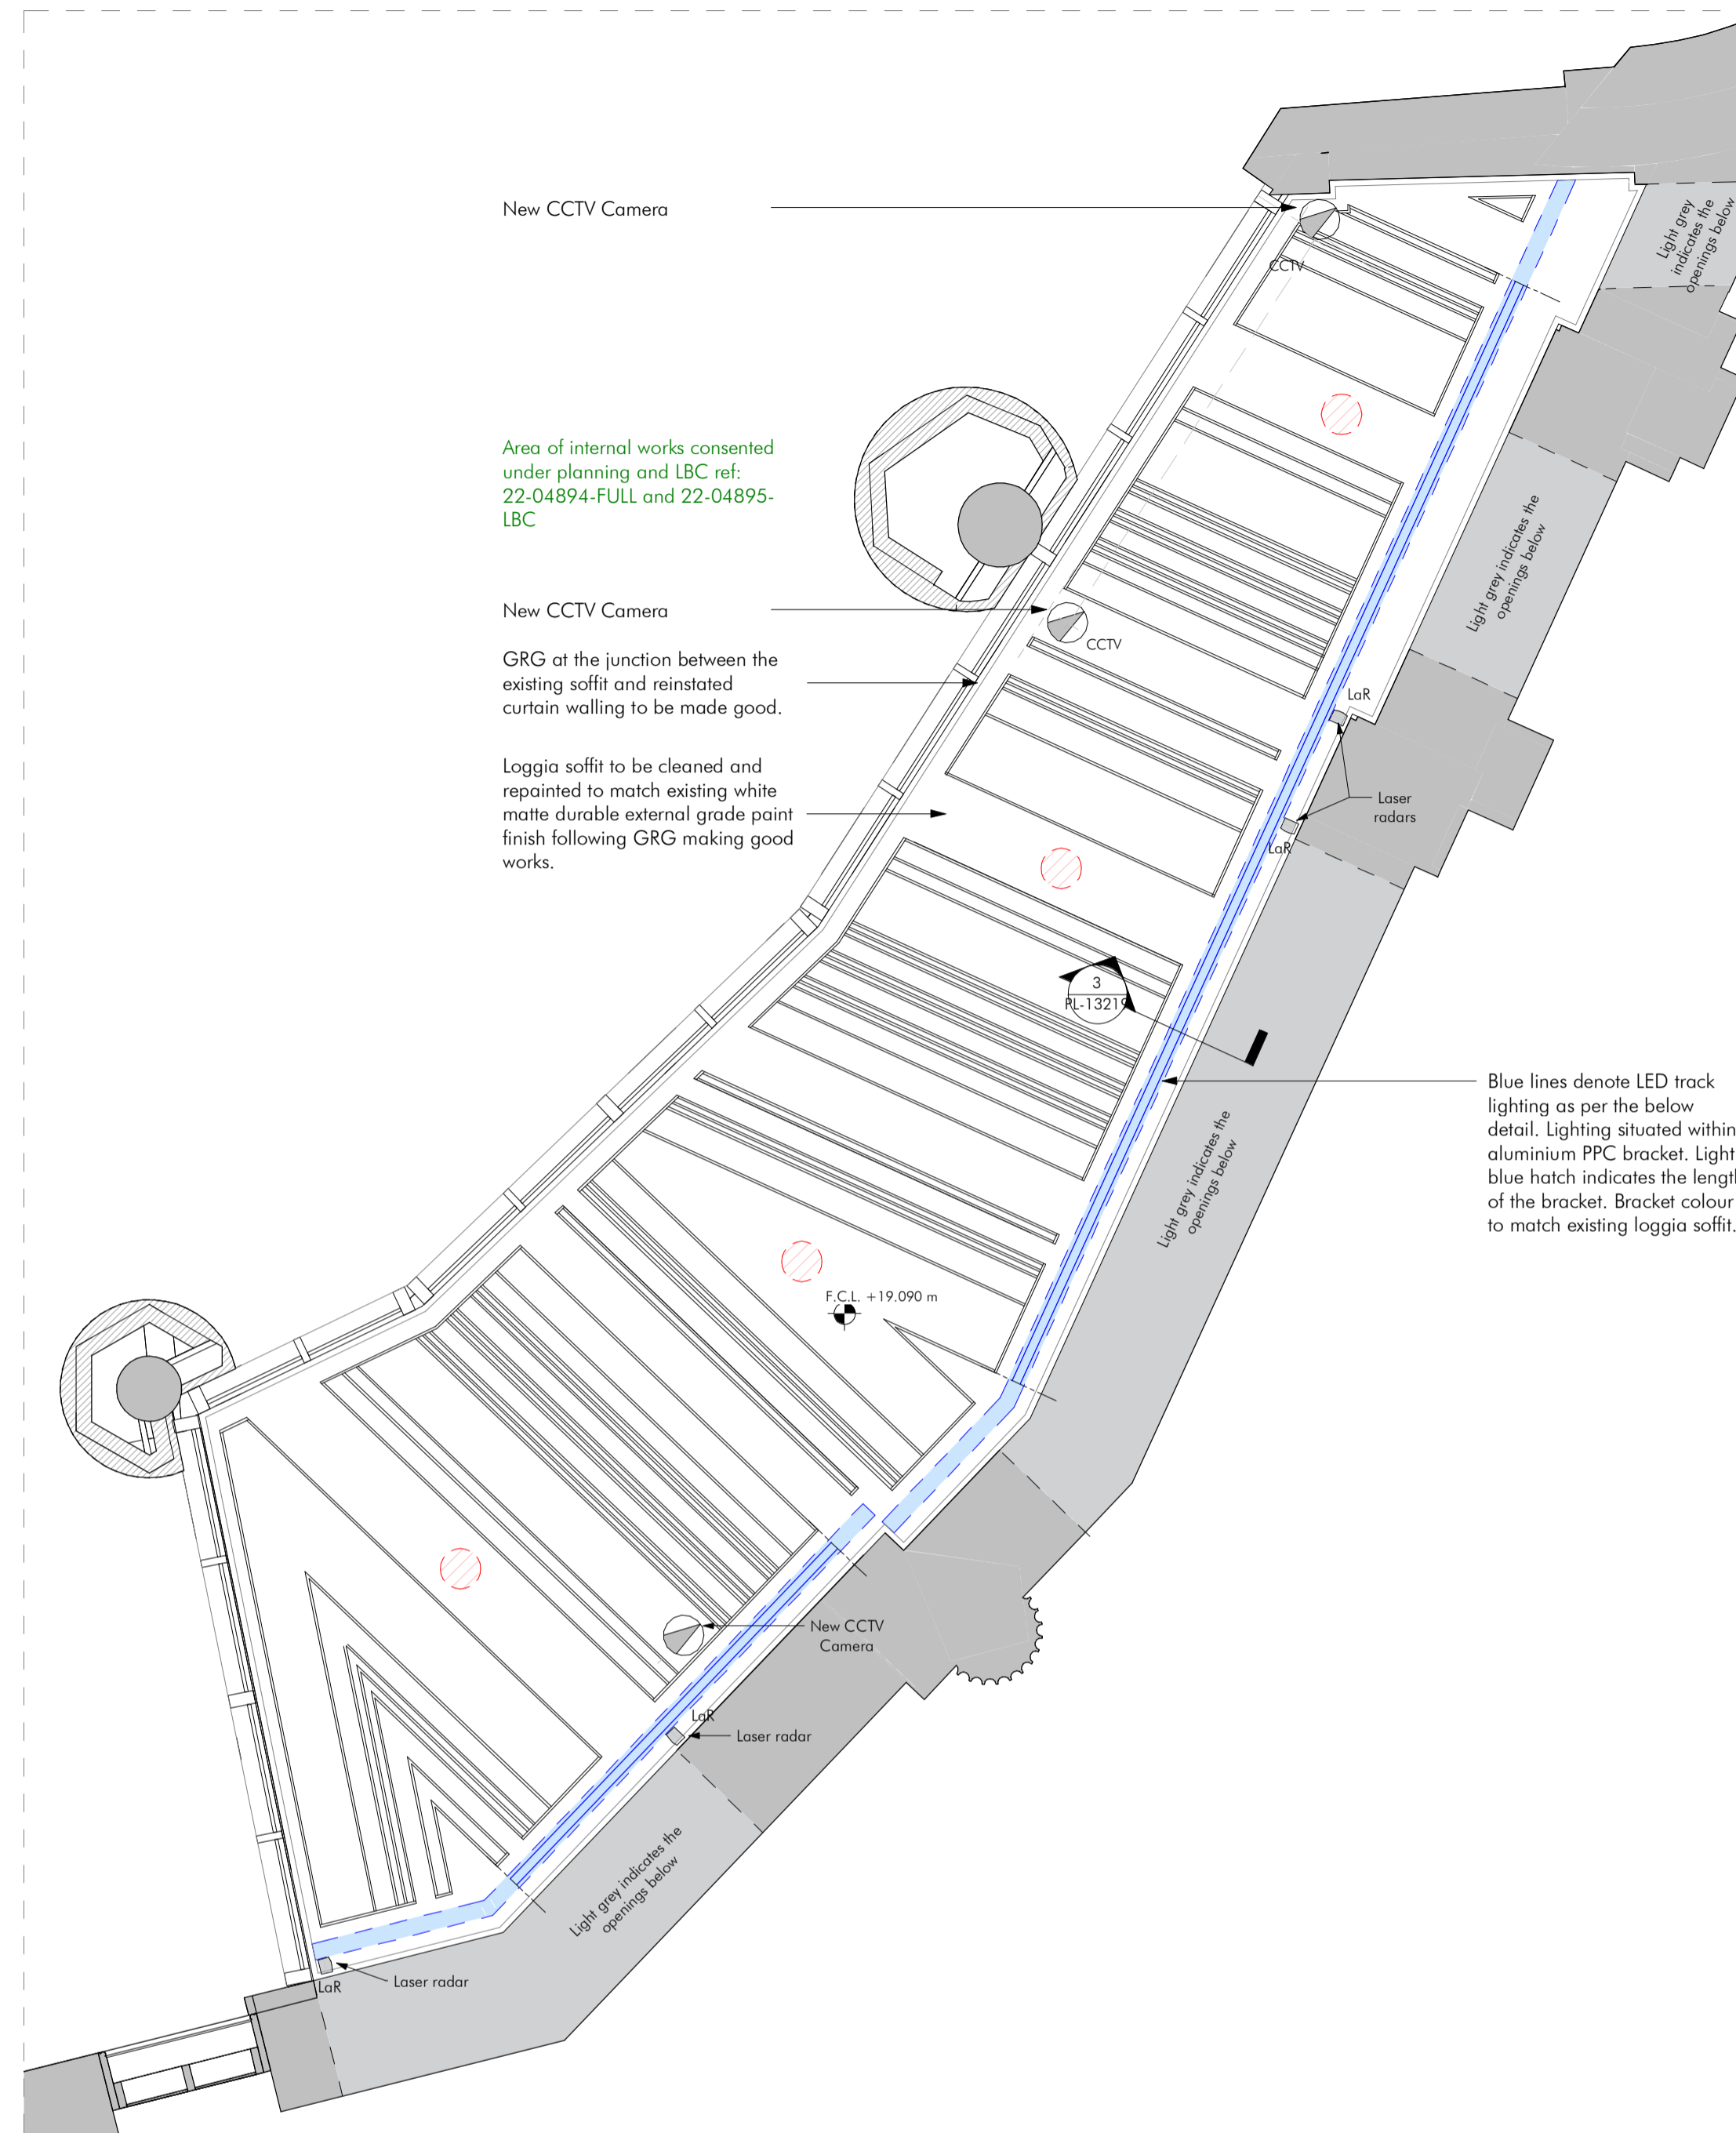 New CCTV Camera
CCTV
Light grey
indicates the
openings below
Area of internal works consented
under planning and LBC ref:
22-04894-FULL and 22-04895-
LBC
Light grey indicates the
openings below
New CCTV Camera
CCTV
GRG at the junction between the
existing soffit and reinstated
curtain walling to be made good.
LaR
Loggia soffit to be cleaned and
repainted to match existing white
matte durable external grade paint
finish following GRG making good
works.
Laser
radars
LaR
3
PL-13219
Blue lines denote LED track
lighting as per the below
detail. Lighting situated within
aluminium PPC bracket. Light
blue hatch indicates the length
of the bracket. Bracket colour
to match existing loggia soffit.
Light grey indicates the
openings below
F.C.L. +19.090 m
New CCTV
Camera
LaR
Laser radar
Light grey indicates the
openings below
LaR
Laser radar